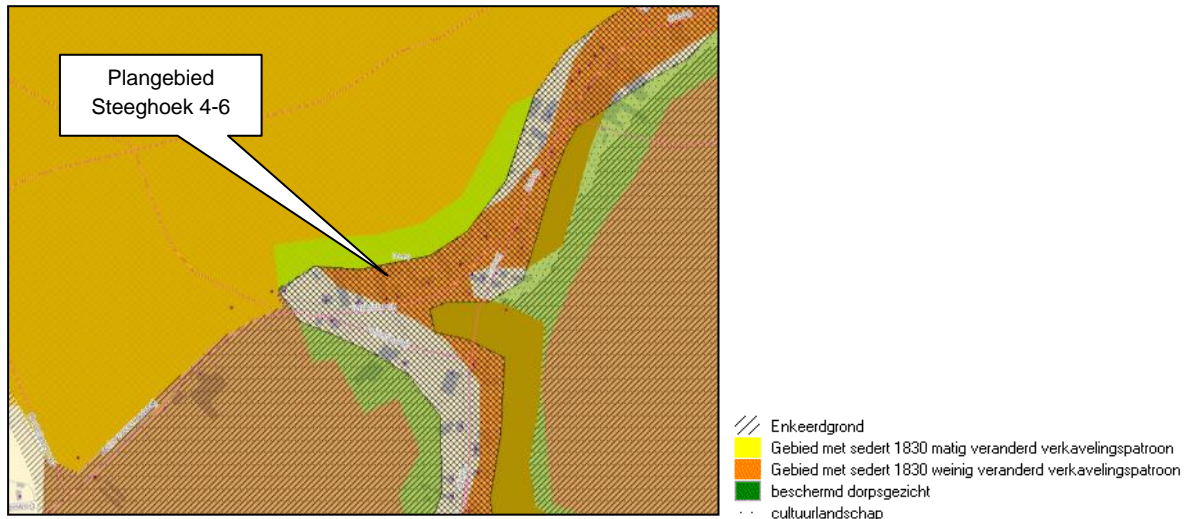 Plangebied
Steeghoek 4-6
Enkeerdgrond
Gebied met sedert 1830 matig veranderd verkavelingspatroon
Gebied met sedert 1830 weinig veranderd verkavelingspatroon
beschermd dorpsgezicht
cultuurlandschap